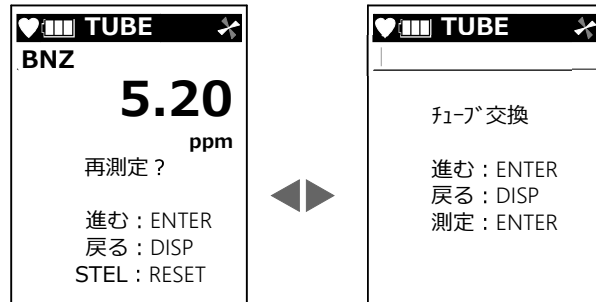 TUBE
BNZ
5.20
ppm
再測定？
進む：ENTER
戻る：DISP
STEL：RESET
TUBE
ﾁｭｰﾌﾞ交換
進む：ENTER
戻る：DISP
測定：ENTER